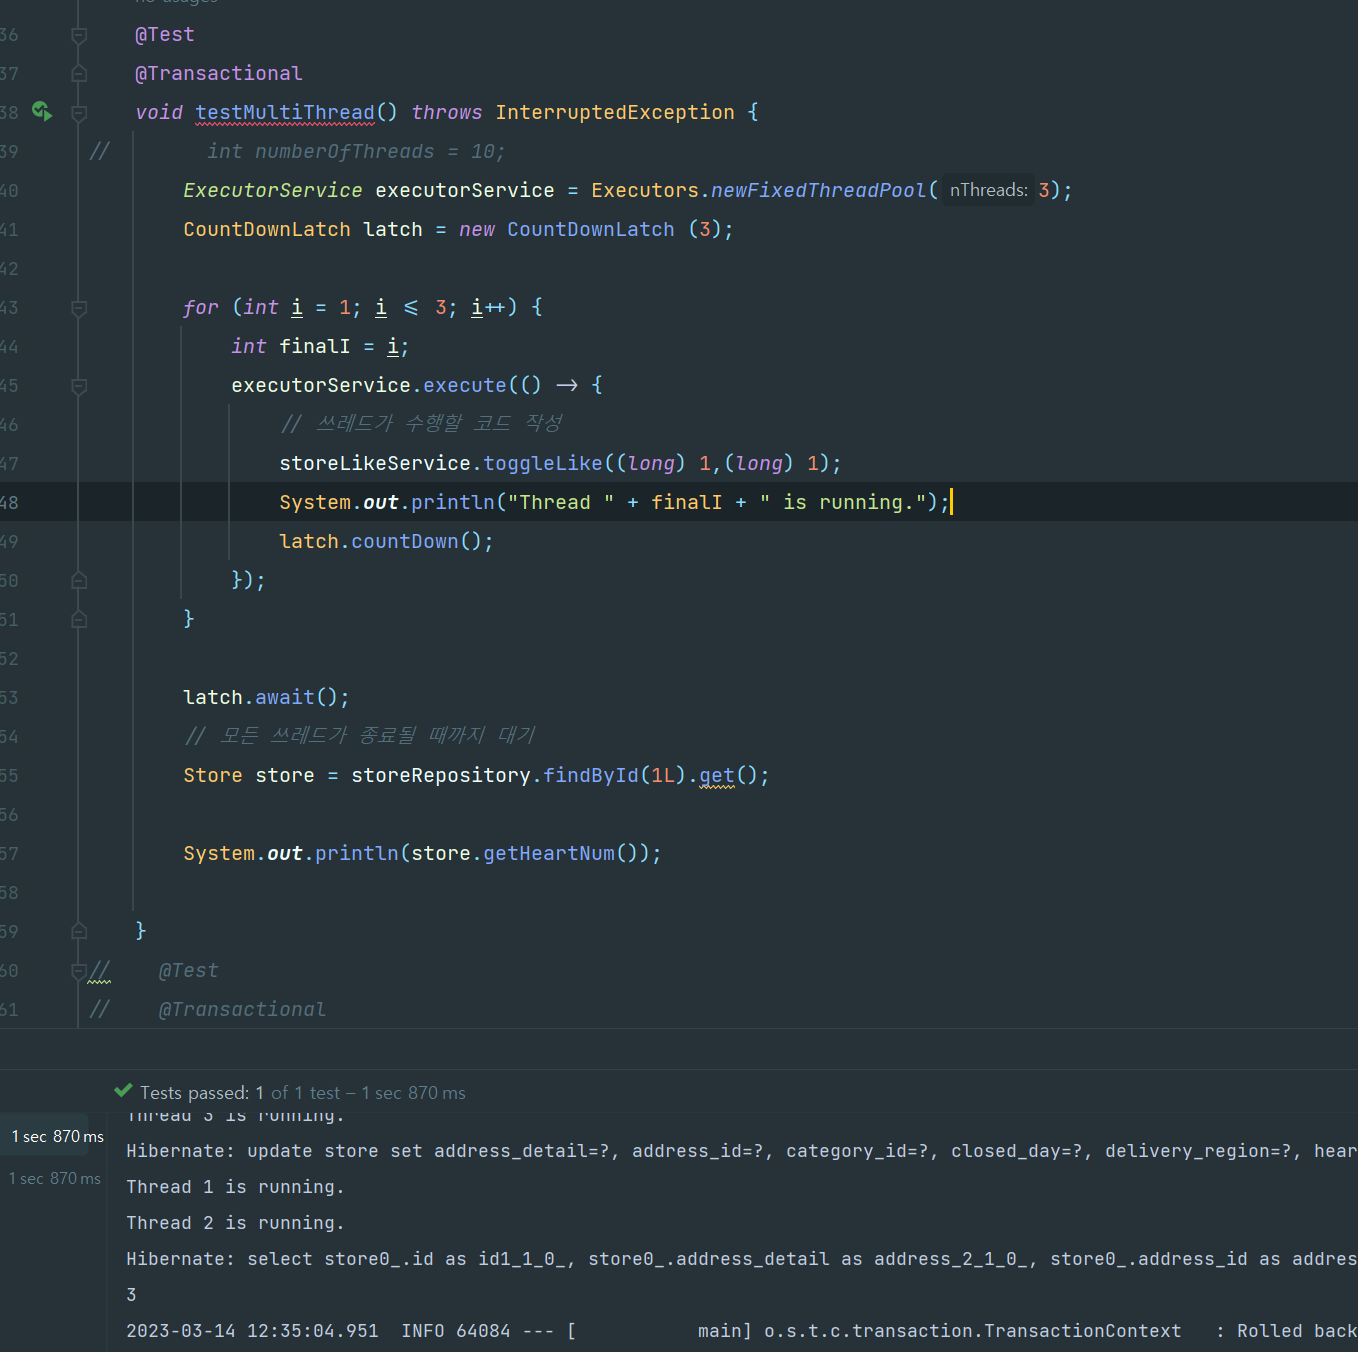 no usages
36 @Test
37 @Transactional
38 void testMultiThread() throws InterruptedException {
39 // int numberOfThreads = 10;
40 ExecutorService executorService = Executors.newFixedThreadPool( nThreads: 3);
41 CountDownLatch latch = new CountDownLatch (3);
42
43 for (int i = 1; i <= 3; i++) {
44 int finalI = i;
45 executorService.execute(() -> {
46 // 쓰레드가 수행할 코드 작성
47 storeLikeService.toggleLike((long) 1,(long) 1);
48 System.out.println("Thread " + finalI + " is running.");
49 latch.countDown();
50 });
51 }
52
53 latch.await();
54 // 모든 쓰레드가 종료될 때까지 대기
55 Store store = storeRepository.findById(1L).get();
56
57 System.out.println(store.getHeartNum());
58
59 }
60 // @Test
61 // @Transactional
Tests passed: 1 of 1 test – 1 sec 870 ms
1 sec 870 ms
1 sec 870 ms
Thread 3 is running.
Hibernate: update store set address_detail=?, address_id=?, category_id=?, closed_day=?, delivery_region=?, hear
Thread 1 is running.
Thread 2 is running.
Hibernate: select store0_.id as id1_1_0_, store0_.address_detail as address_2_1_0_, store0_.address_id as addres
3
2023-03-14 12:35:04.951 INFO 64084 --- [ main] o.s.t.c.transaction.TransactionContext : Rolled back